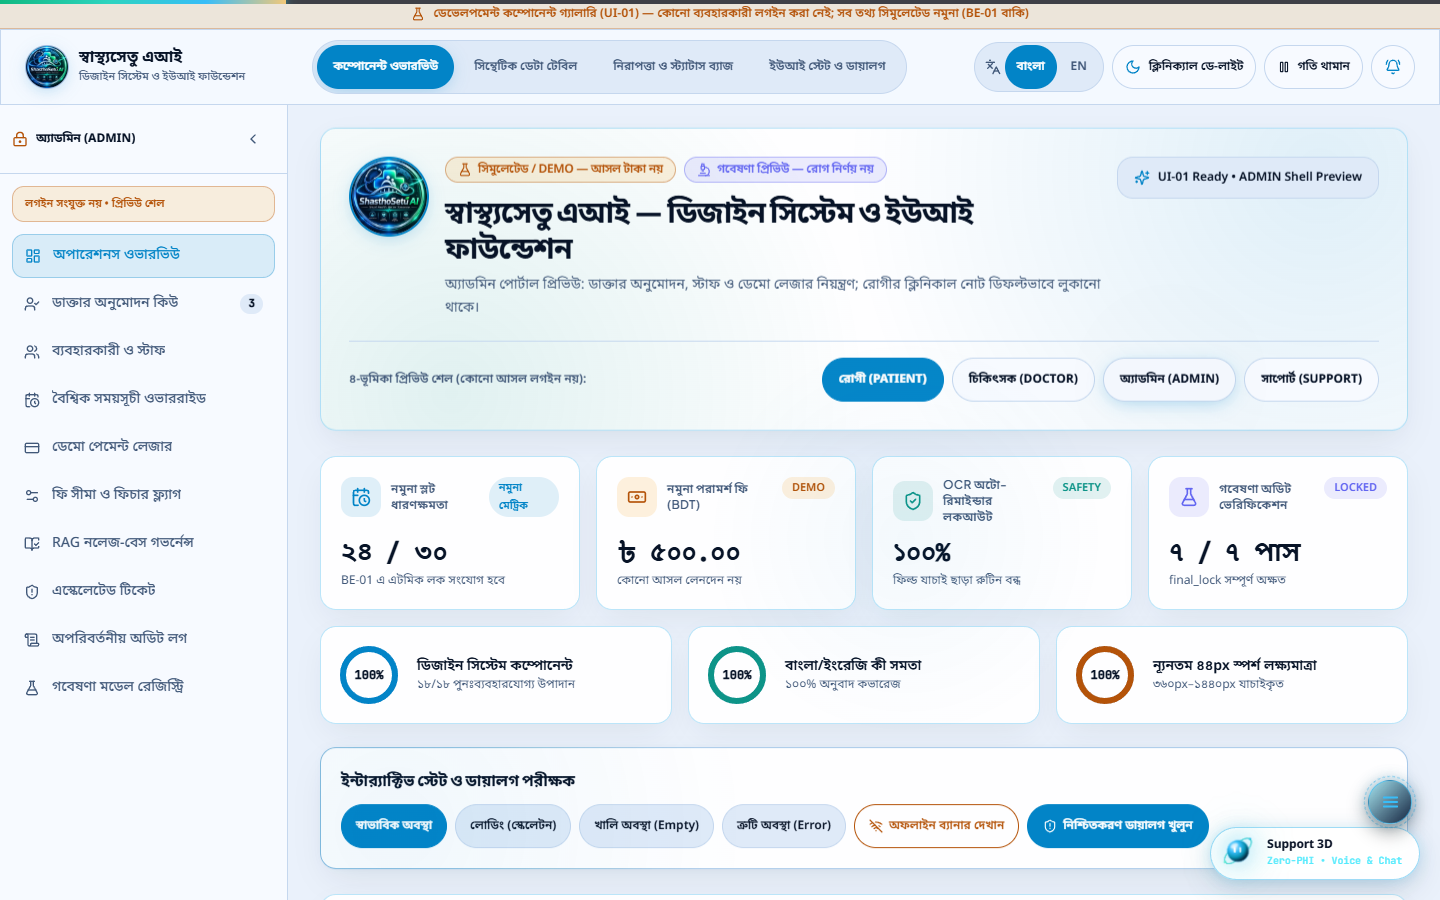 ডেভেলপমেন্ট কম্পোনেন্ট গ্যালারি (UI-01) — কোনো ব্যবহারকারী লগইন করা নেই; সব তথ্য সিমুলেটেড নমুনা (BE-01 বাকি)
স্বাস্থ্যসেতু এআই
ডিজাইন সিস্টেম ও ইউআই ফাউন্ডেশন
কম্পোনেন্ট ওভারভিউ
সিন্থেটিক ডেটা টেবিল
নিরাপত্তা ও স্ট্যাটাস ব্যাজ
ইউআই স্টেট ও ডায়ালগ
বাংলা
EN
ক্লিনিক্যাল ডে-লাইট
গতি থামান
অ্যাডমিন (ADMIN)
লগইন সংযুক্ত নয় • প্রিভিউ শেল
অপারেশনস ওভারভিউ
ডাক্তার অনুমোদন কিউ
3
ব্যবহারকারী ও স্টাফ
বৈশ্বিক সময়সূচী ওভাররাইড
ডেমো পেমেন্ট লেজার
ফি সীমা ও ফিচার ফ্ল্যাগ
RAG নলেজ-বেস গভর্নেন্স
এস্কেলেটেড টিকেট
অপরিবর্তনীয় অডিট লগ
গবেষণা মডেল রেজিস্ট্রি
ShasthoSetu AI
সিমুলেটেড / DEMO — আসল টাকা নয়
গবেষণা প্রিভিউ — রোগ নির্ণয় নয়
UI-01 Ready • ADMIN Shell Preview
স্বাস্থ্যসেতু এআই — ডিজাইন সিস্টেম ও ইউআই
ফাউন্ডেশন
অ্যাডমিন পোর্টাল প্রিভিউ: ডাক্তার অনুমোদন, স্টাফ ও ডেমো লেজার নিয়ন্ত্রণ; রোগীর ক্লিনিকাল নোট ডিফল্টভাবে লুকানো
থাকে।
৪-ভূমিকা প্রিভিউ শেল (কোনো আসল লগইন নয়):
রোগী (PATIENT)
চিকিৎসক (DOCTOR)
অ্যাডমিন (ADMIN)
সাপোর্ট (SUPPORT)
নমুনা স্লট
ধারণক্ষমতা
নমুনা
মেট্রিক
২৪ / ৩০
BE-01 এ এটমিক লক সংযোগ হবে
নমুনা পরামর্শ ফি
(BDT)
DEMO
৳ ৫০০.০০
কোনো আসল লেনদেন নয়
OCR অটো-
রিমাইন্ডার
লকআউট
SAFETY
১০০%
ফিল্ড যাচাই ছাড়া রুটিন বন্ধ
গবেষণা অডিট
ভেরিফিকেশন
LOCKED
৭ / ৭ পাস
final_lock সম্পূর্ণ অক্ষত
100%
ডিজাইন সিস্টেম কম্পোনেন্ট
১৮/১৮ পুনঃব্যবহারযোগ্য উপাদান
100%
বাংলা/ইংরেজি কী সমতা
১০০% অনুবাদ কভারেজ
100%
ন্যূনতম ৪৪px স্পর্শ লক্ষ্যমাত্রা
৩৬০px–১৪৪০px যাচাইকৃত
ইন্টার‍্যাক্টিভ স্টেট ও ডায়ালগ পরীক্ষক
স্বাভাবিক অবস্থা
লোডিং (স্কেলেটন)
খালি অবস্থা (Empty)
ত্রুটি অবস্থা (Error)
অফলাইন ব্যানার দেখান
নিশ্চিতকরণ ডায়ালগ খুলুন
Support 3D
Zero-PHI • Voice & Chat